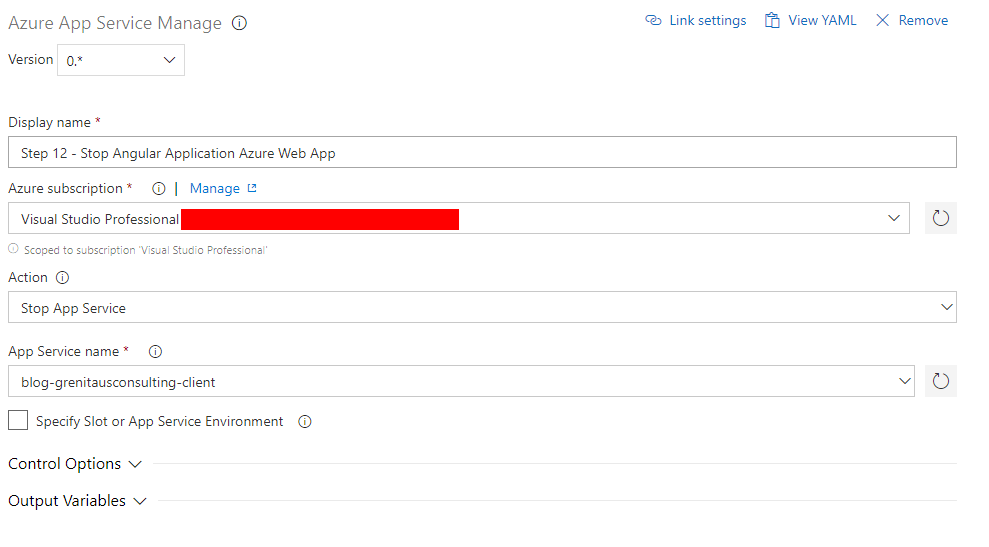 Azure App Service Manage
Link settings View YAML Remove
Version 0.*
Display name *
Step 12 - Stop Angular Application Azure Web App
Azure subscription * | Manage
Visual Studio Professional
Scoped to subscription 'Visual Studio Professional'
Action
Stop App Service
App Service name *
blog-grenitausconsulting-client
Specify Slot or App Service Environment
Control Options
Output Variables